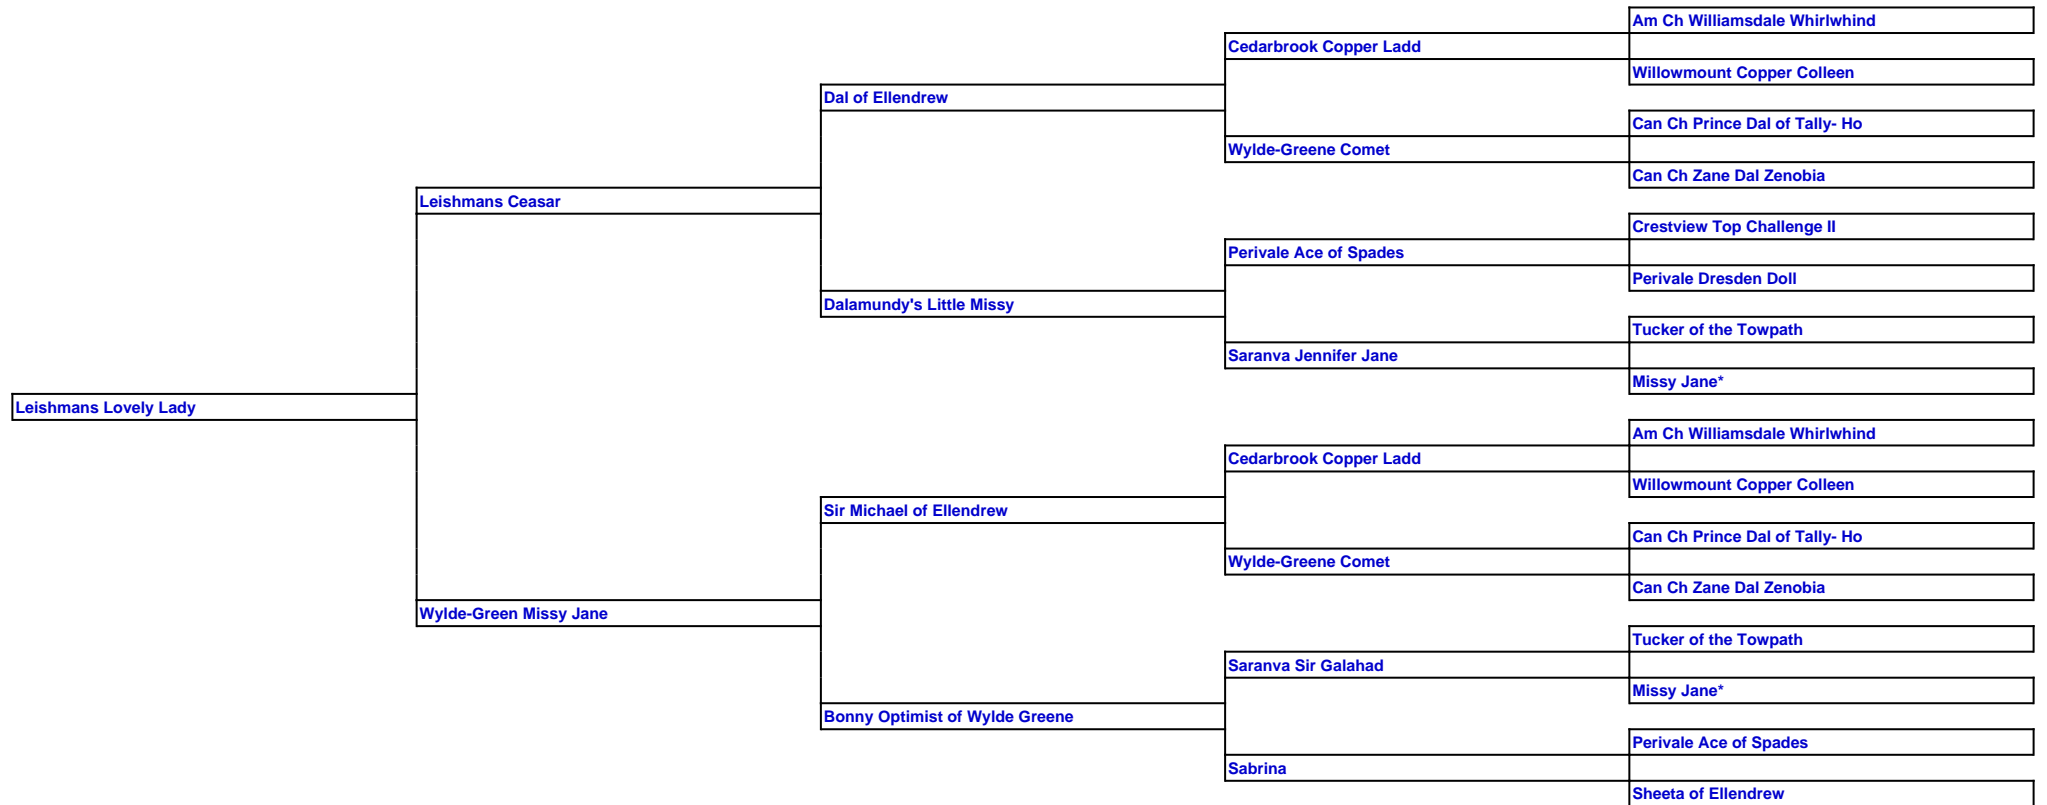 Am Ch Williamsdale Whirlwhind
Cedarbrook Copper Ladd
Willowmount Copper Colleen
Dal of Ellendrew
Can Ch Prince Dal of Tally- Ho
Wylde-Greene Comet
Can Ch Zane Dal Zenobia
Leishmans Ceasar
Crestview Top Challenge II
Perivale Ace of Spades
Perivale Dresden Doll
Dalamundy's Little Missy
Tucker of the Towpath
Saranva Jennifer Jane
Missy Jane*
Leishmans Lovely Lady
Am Ch Williamsdale Whirlwhind
Cedarbrook Copper Ladd
Willowmount Copper Colleen
Sir Michael of Ellendrew
Can Ch Prince Dal of Tally- Ho
Wylde-Greene Comet
Can Ch Zane Dal Zenobia
Wylde-Green Missy Jane
Tucker of the Towpath
Saranva Sir Galahad
Missy Jane*
Bonny Optimist of Wylde Greene
Perivale Ace of Spades
Sabrina
Sheeta of Ellendrew